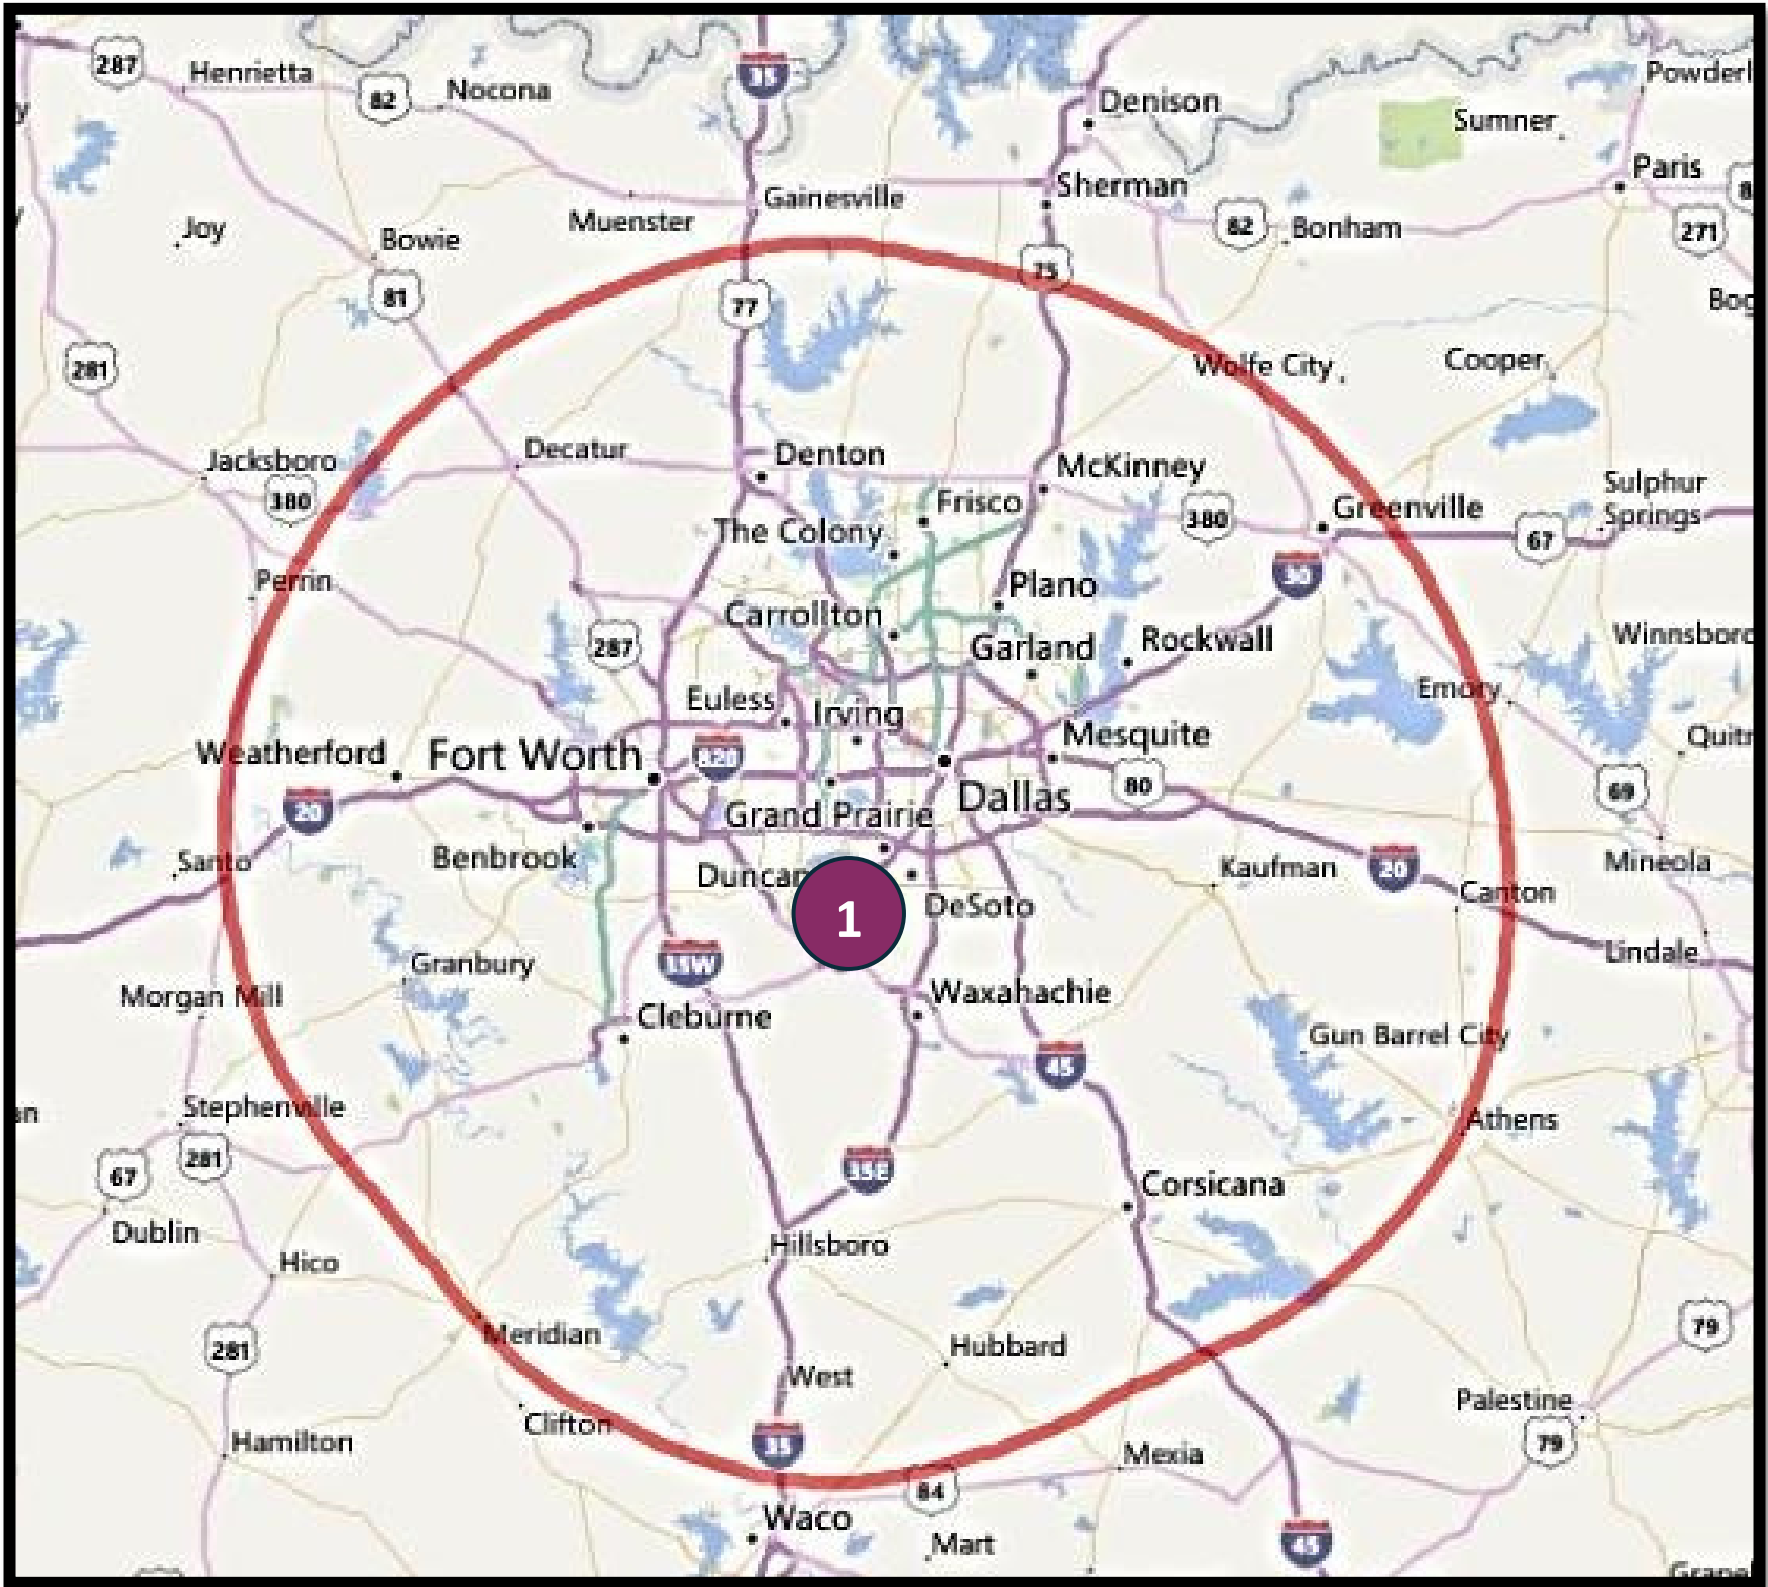 35
287
Henrietta
82
Nocona
Denison
Sumner
Paris
271
Sherman
Gainesville
Muenster
Joy
Bowie
82
Bonham
75
81
77
281
Wolfe City
Cooper
Jacksboro
380
Decatur
Denton
McKinney
Frisco
The Colony
380
Greenville
Sulphur
Springs
67
30
Perrin
Plano
Carrollton
287
Garland
Rockwall
Euless
Irving
Emory
Weatherford
Fort Worth
820
Mesquite
80
69
20
Grand Prairie
Dallas
Santo
Benbrook
Kaufman
20
Mineola
Canton
1
DeSoto
Lindale
Granbury
35W
Morgan Mill
Waxahachie
Cleburne
Gun Barrel City
45
Stephenville
Athens
67
281
35E
Corsicana
Dublin
Hillsboro
Hico
Meridian
281
Hubbard
79
West
Palestine
Clifton
Hamilton
35
Mexia
79
84
Waco
Mart
45